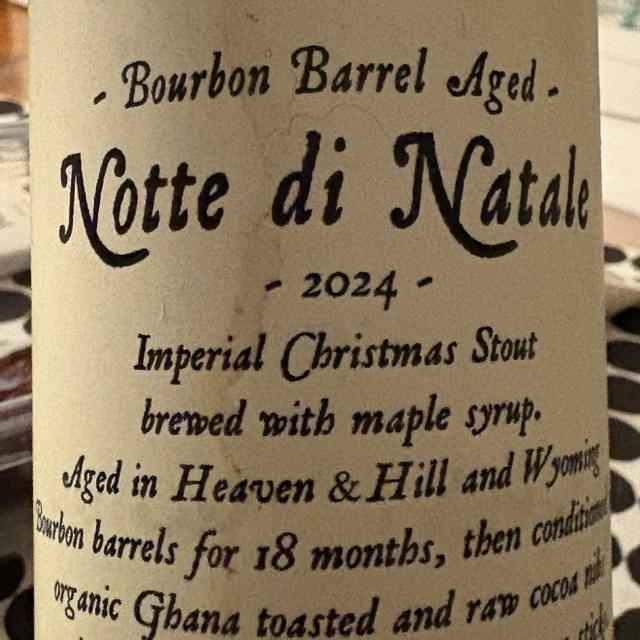 - Bourbon Barrel Aged -
Notte di Natale
- 2024 -
Imperial Christmas Stout
brewed with maple syrup.
Aged in Heaven & Hill and Wyoming
Bourbon barrels for 18 months, then conditioned
organic Ghana toasted and raw cocoa nibs